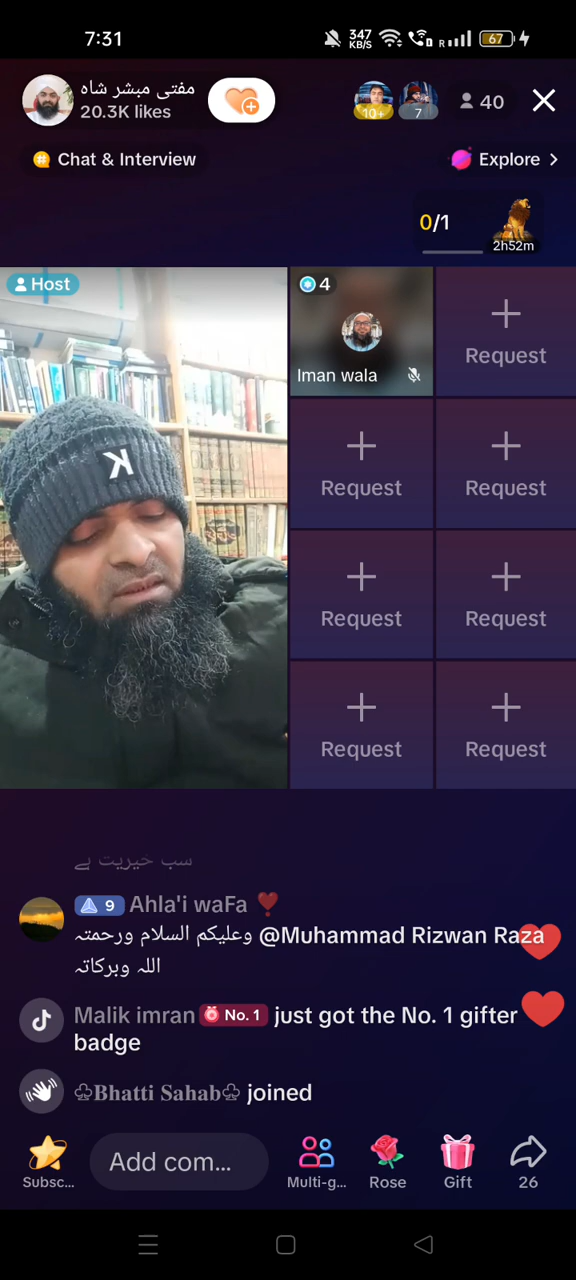 7:31
347
KB/S
R
67
مفتی مبشر شاہ
20.3K likes
10+
7
40
Chat & Interview
Explore
0/1
2h52m
Host
4
K
Iman wala
Request
Request
Request
Request
Request
Request
Request
سب خیریت ہے
9 Ahla'i waFa
@Muhammad Rizwan Raza وعلیکم السلام ورحمتہ
اللہ وبرکاتہ
Malik imran No. 1 just got the No. 1 gifter
badge
♧Bhatti Sahab♧ joined
Subsc...
Add com...
Multi-g...
Rose
Gift
26